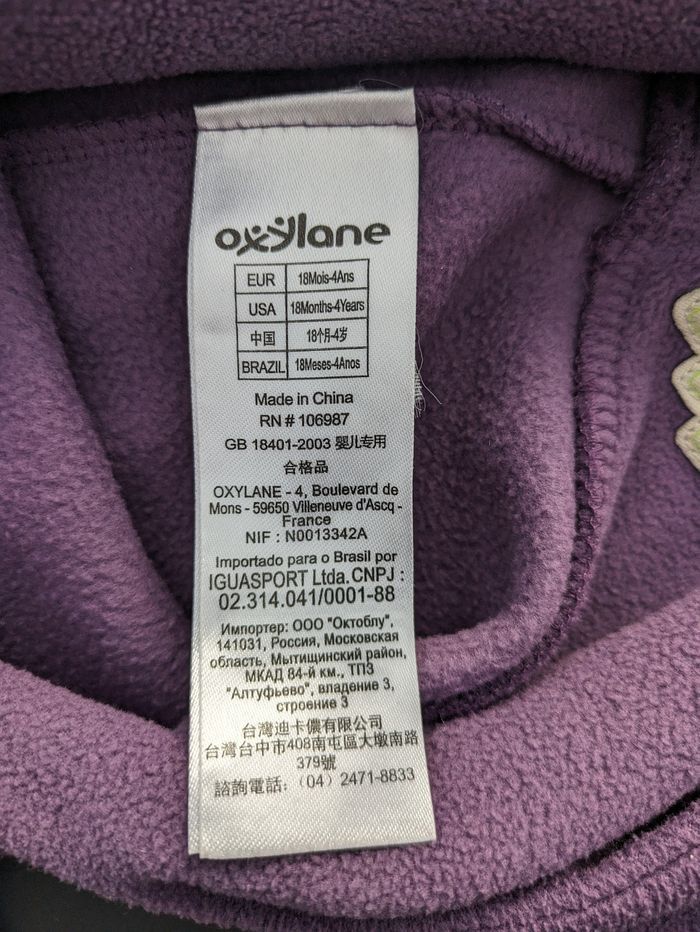 oxylane
EUR 18Mois-4Ans
USA 18Months-4Years
中国 18个月-4岁
BRAZIL 18Meses-4Anos
Made in China
RN # 106987
GB 18401-2003 婴儿专用
合格品
OXYLANE - 4, Boulevard de
Mons - 59650 Villeneuve d'Ascq -
France
NIF : N0013342A
Importado para o Brasil por
IGUASPORT Ltda.CNPJ :
02.314.041/0001-88
Импортер: ООО "Октоблу",
141031, Россия, Московская
область, Мытищинский район,
МКАД 84-й км., ТПЗ
"Алтуфьево", владение 3,
строение 3
台灣迪卡儂有限公司
台灣台中市408南屯區大墩南路
379號
諮詢電話：（04）2471-8833